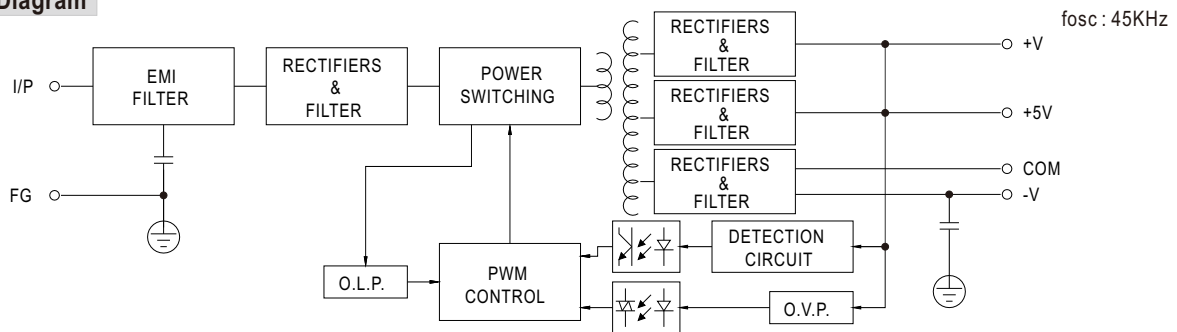 Diagram
fosc : 45KHz
I/P
EMI
FILTER
RECTIFIERS
&
FILTER
POWER
SWITCHING
RECTIFIERS
&
FILTER
+V
RECTIFIERS
&
FILTER
+5V
RECTIFIERS
&
FILTER
COM
-V
FG
O.L.P.
PWM
CONTROL
DETECTION
CIRCUIT
O.V.P.